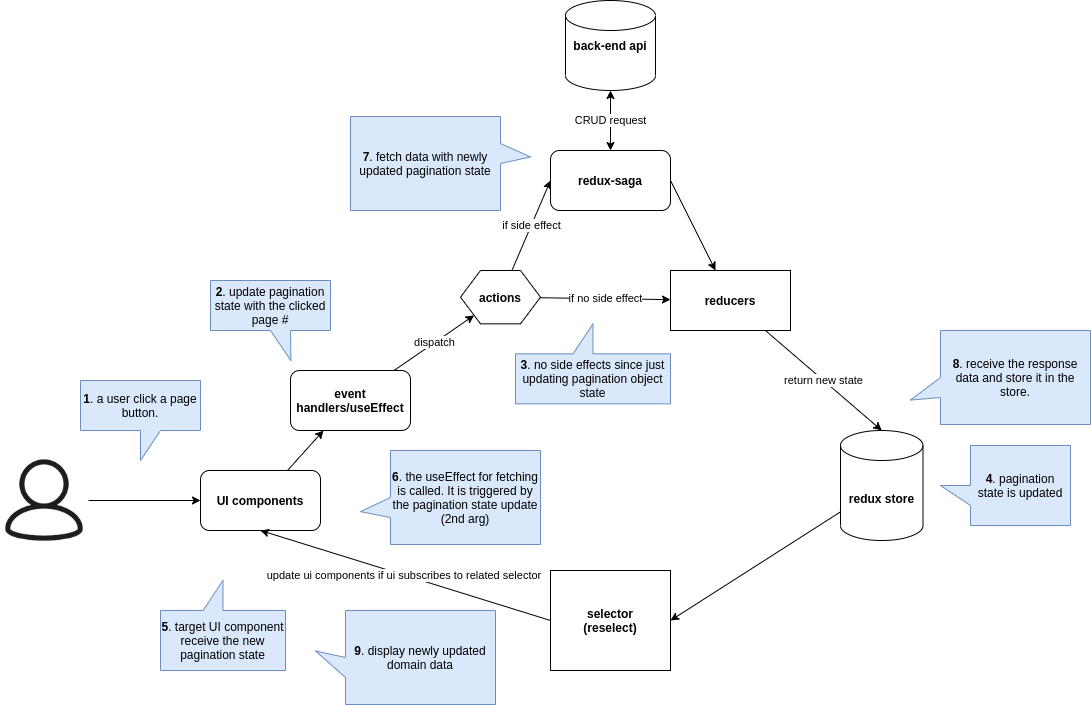 back-end api
CRUD request
7. fetch data with newly
updated pagination state
redux-saga
if side effect
2. update pagination
state with the clicked
page #
actions
if no side effect
reducers
dispatch
3. no side effects since just
updating pagination object
state
return new state
8. receive the response
data and store it in the
store.
1. a user click a page
button.
event
handlers/useEffect
6. the useEffect for fetching
is called. It is triggered by
the pagination state update
(2nd arg)
UI components
redux store
4. pagination
state is updated
update ui components if ui subscribes to related selector
selector
(reselect)
5. target UI component
receive the new
pagination state
9. display newly updated
domain data